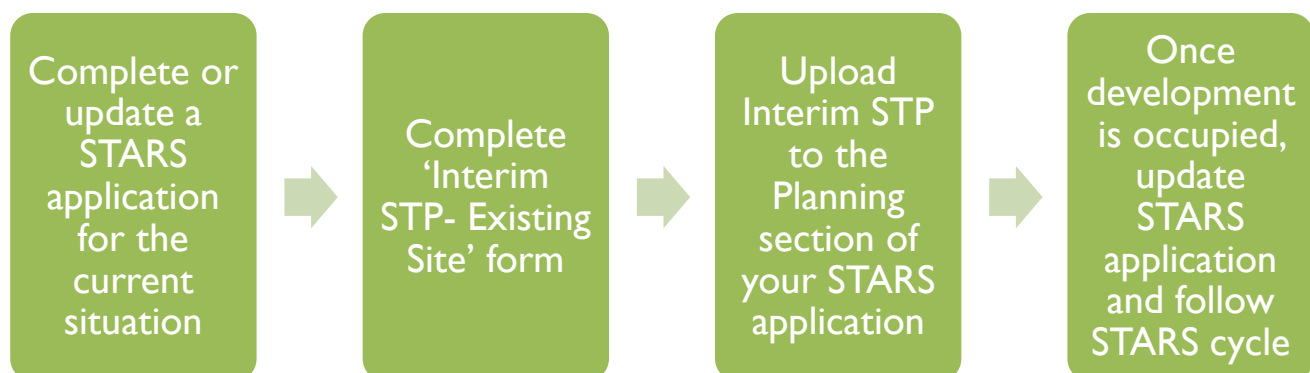 Complete or
update a
STARS
application
for the
current
situation
Complete
‘Interim
STP- Existing
Site’ form
Upload
Interim STP
to the
Planning
section of
your STARS
application
Once
development
is occupied,
update
STARS
application
and follow
STARS cycle